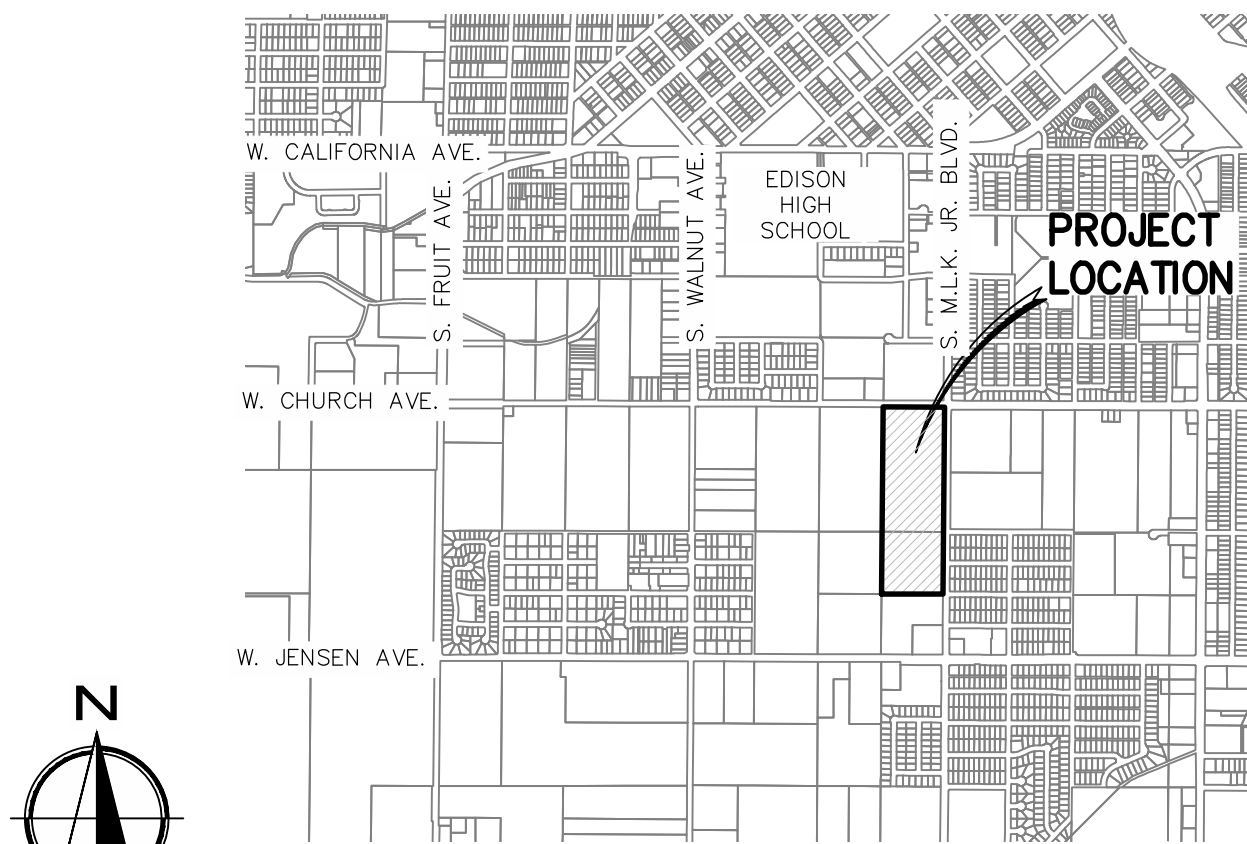 W. CALIFORNIA AVE.
S. FRUIT AVE.
S. WALNUT AVE.
EDISON
HIGH
SCHOOL
S. M.L.K. JR. BLVD.
PROJECT
LOCATION
W. CHURCH AVE.
W. JENSEN AVE.
N